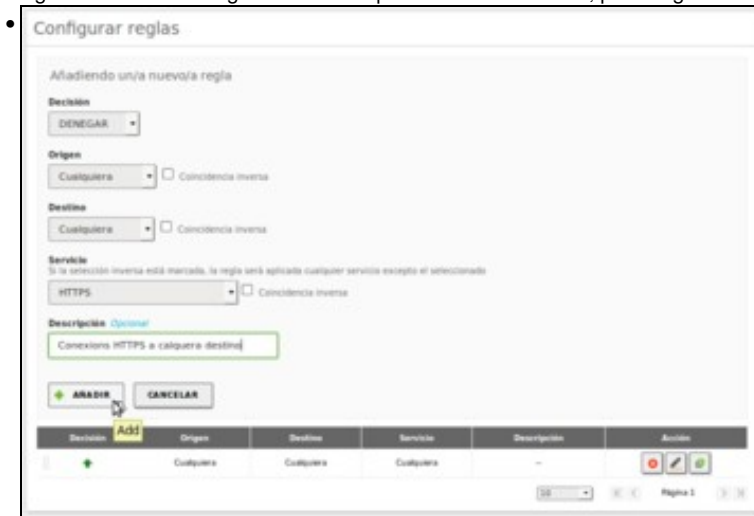 Configurar reglas
Añadiendo un/a nuevo/a regla
Decisión
DENEGAR
Origen
Cualquiera
Coincidencia inversa
Destino
Cualquiera
Coincidencia inversa
Servicio
Si la selección inversa está marcada, la regla será aplicada cualquier servicio excepto el seleccionado
HTTPS
Coincidencia inversa
Descripción Opcional
Conexions HTTPS a calquera destino
AÑADIR CANCELAR
Add
Decisión Origen Destino Servicio Descripción Acción
Cualquiera Cualquiera Cualquiera --
10 Página 1